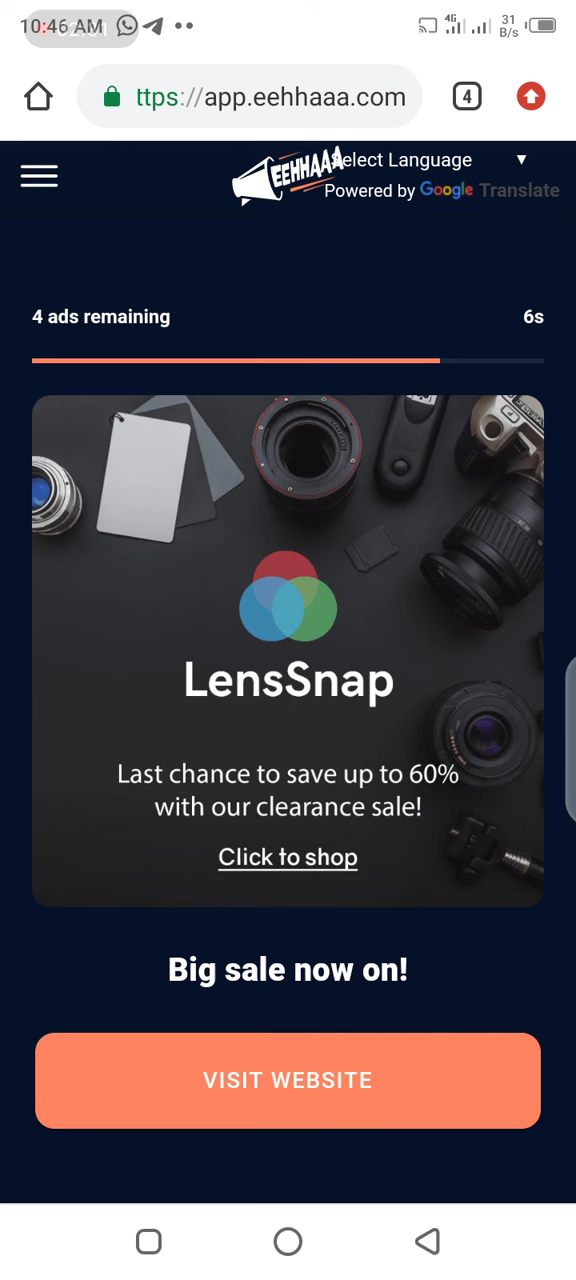 10:46 AM
4G
31
B/s
ttps://app.eehhaaa.com
4
EEHHAAA
elect Language ▼
Powered by Google Translate
4 ads remaining
6s
LensSnap
Last chance to save up to 60%
with our clearance sale!
Click to shop
Big sale now on!
VISIT WEBSITE